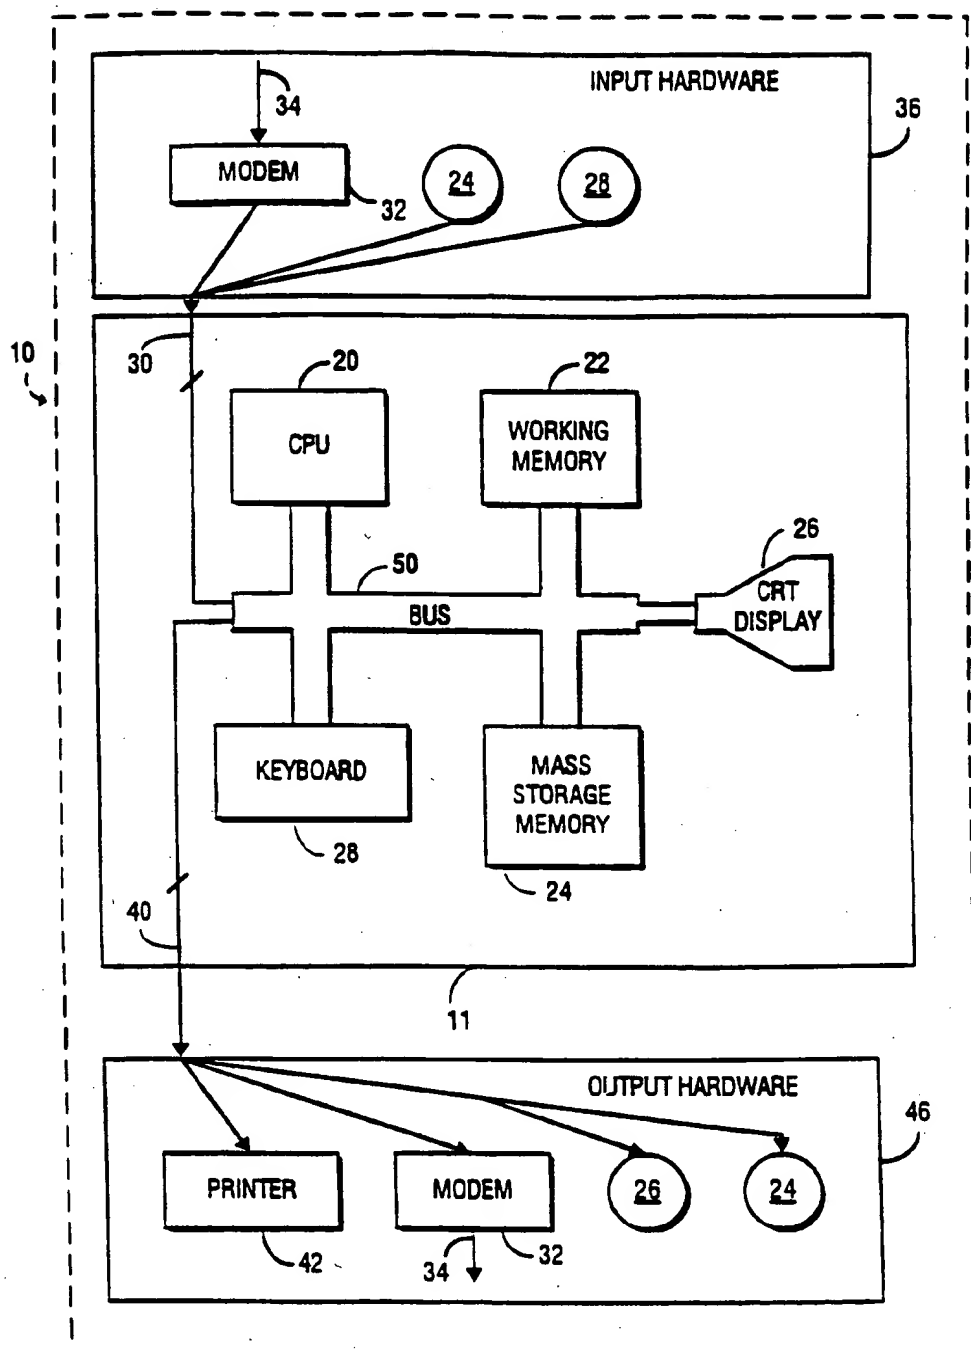 INPUT HARDWARE
34
36
MODEM
24
28
32
10
30
20
22
CPU
WORKING
MEMORY
26
50
CRT
DISPLAY
BUS
KEYBOARD
MASS
STORAGE
MEMORY
28
24
40
11
OUTPUT HARDWARE
46
PRINTER
MODEM
26
24
42
34
32